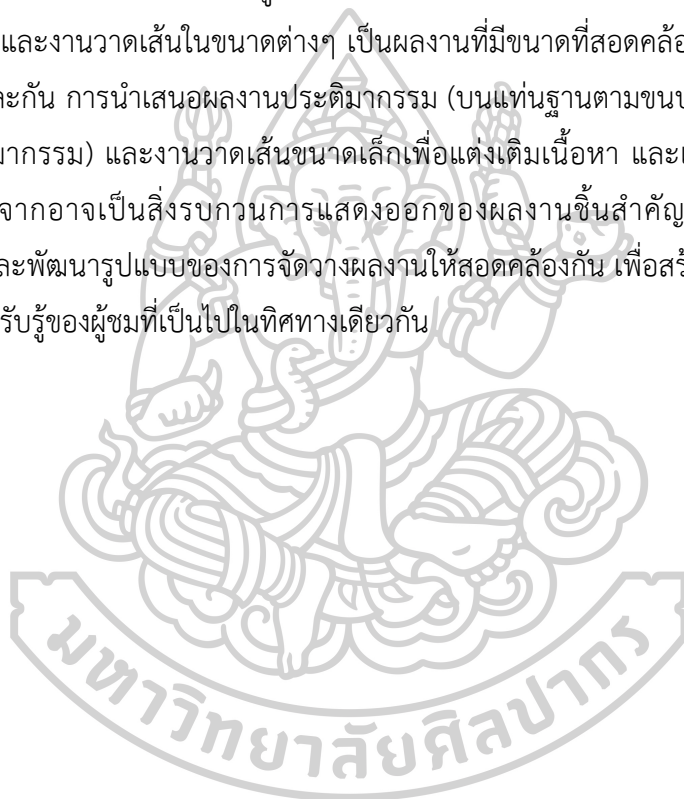 และงานวาดเส้นในขนาดต่างๆ เป็นผลงานที่มีขนาดที่สอดคล้อ
ละกัน การนำเสนอผลงานประติมากรรม (บนแท่นฐานตามขนบ
มากรรม) และงานวาดเส้นขนาดเล็กเพื่อแต่งเติมเนื้อหา และเ
จากอาจเป็นสิ่งรบกวนการแสดงออกของผลงานชิ้นสำคัญ
ละพัฒนารูปแบบของการจัดวางผลงานให้สอดคล้องกัน เพื่อสร้
รับรู้ของผู้ชมที่เป็นไปในทิศทางเดียวกัน
มหาวิทยาลัยศิลปากร